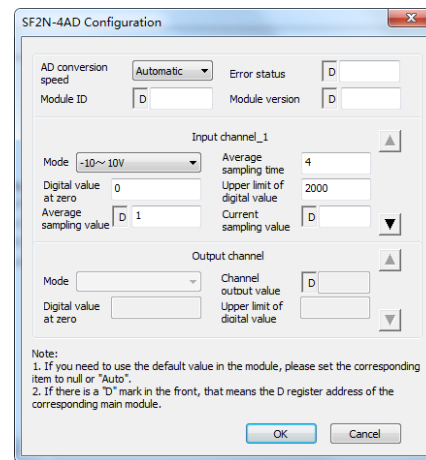 SF2N-4AD Configuration
x
AD conversion speed
Automatic
Error status
D
Module ID
D
Module version
D
Input channel_1
Mode
-10～10V
Average sampling time
4
Digital value at zero
0
Upper limit of digital value
2000
Average sampling value
D
1
Current sampling value
D
Output channel
Mode
Channel output value
D
Digital value at zero
Upper limit of digital value
Note:
1. If you need to use the default value in the module, please set the corresponding
item to null or "Auto".
2. If there is a "D" mark in the front, that means the D register address of the
corresponding main module.
OK
Cancel